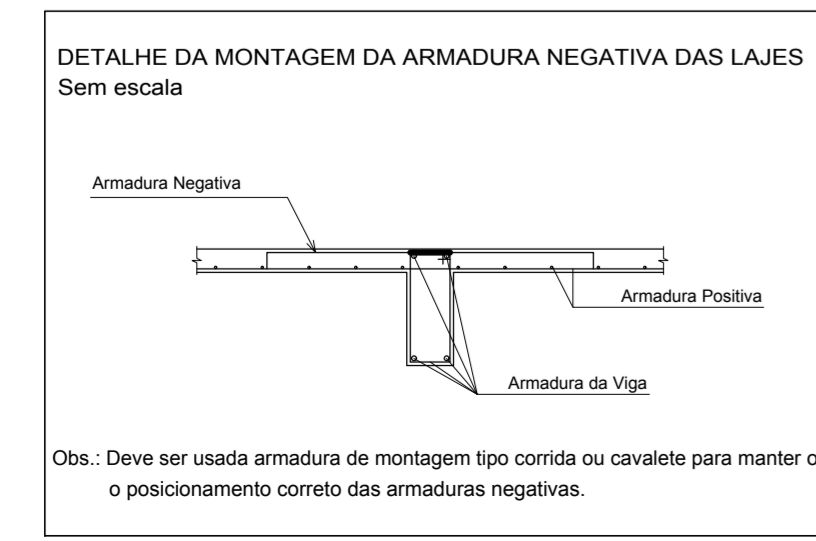 DETALHE DA MONTAGEM DA ARMADURA NEGATIVA DAS LAJES
Sem escala
Armadura Negativa
Armadura Positiva
Armadura da Viga
Obs.: Deve ser usada armadura de montagem tipo corrida ou cavalete para manter o
o posicionamento correto das armaduras negativas.